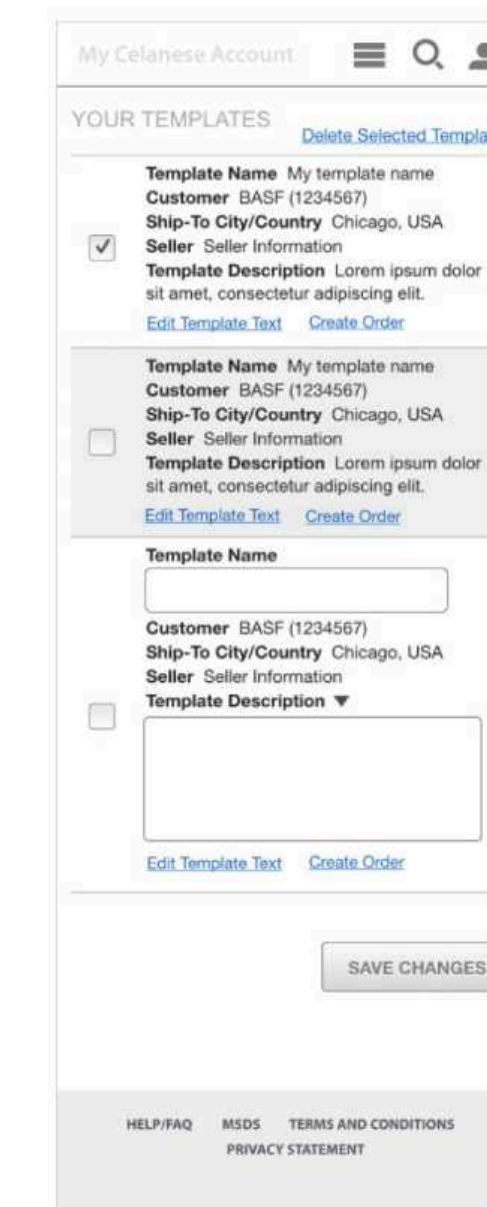 My Celanese Account
YOUR TEMPLATES
Delete Selected
Template Name My template name
Customer BASF (1234567)
Ship-To City/Country Chicago, USA
Seller Seller Information
Template Description Lorem ipsum dolor
sit amet, consectetur adipiscing elit.
Edit Template Text Create Order
Template Name My template name
Customer BASF (1234567)
Ship-To City/Country Chicago, USA
Seller Seller Information
Template Description Lorem ipsum dolor
sit amet, consectetur adipiscing elit.
Edit Template Text Create Order
Template Name
Customer BASF (1234567)
Ship-To City/Country Chicago, USA
Seller Seller Information
Template Description ▼
Edit Template Text Create Order
SAVE CHANGES
HELP/FAQ MSDS TERMS AND CONDITIONS
PRIVACY STATEMENT